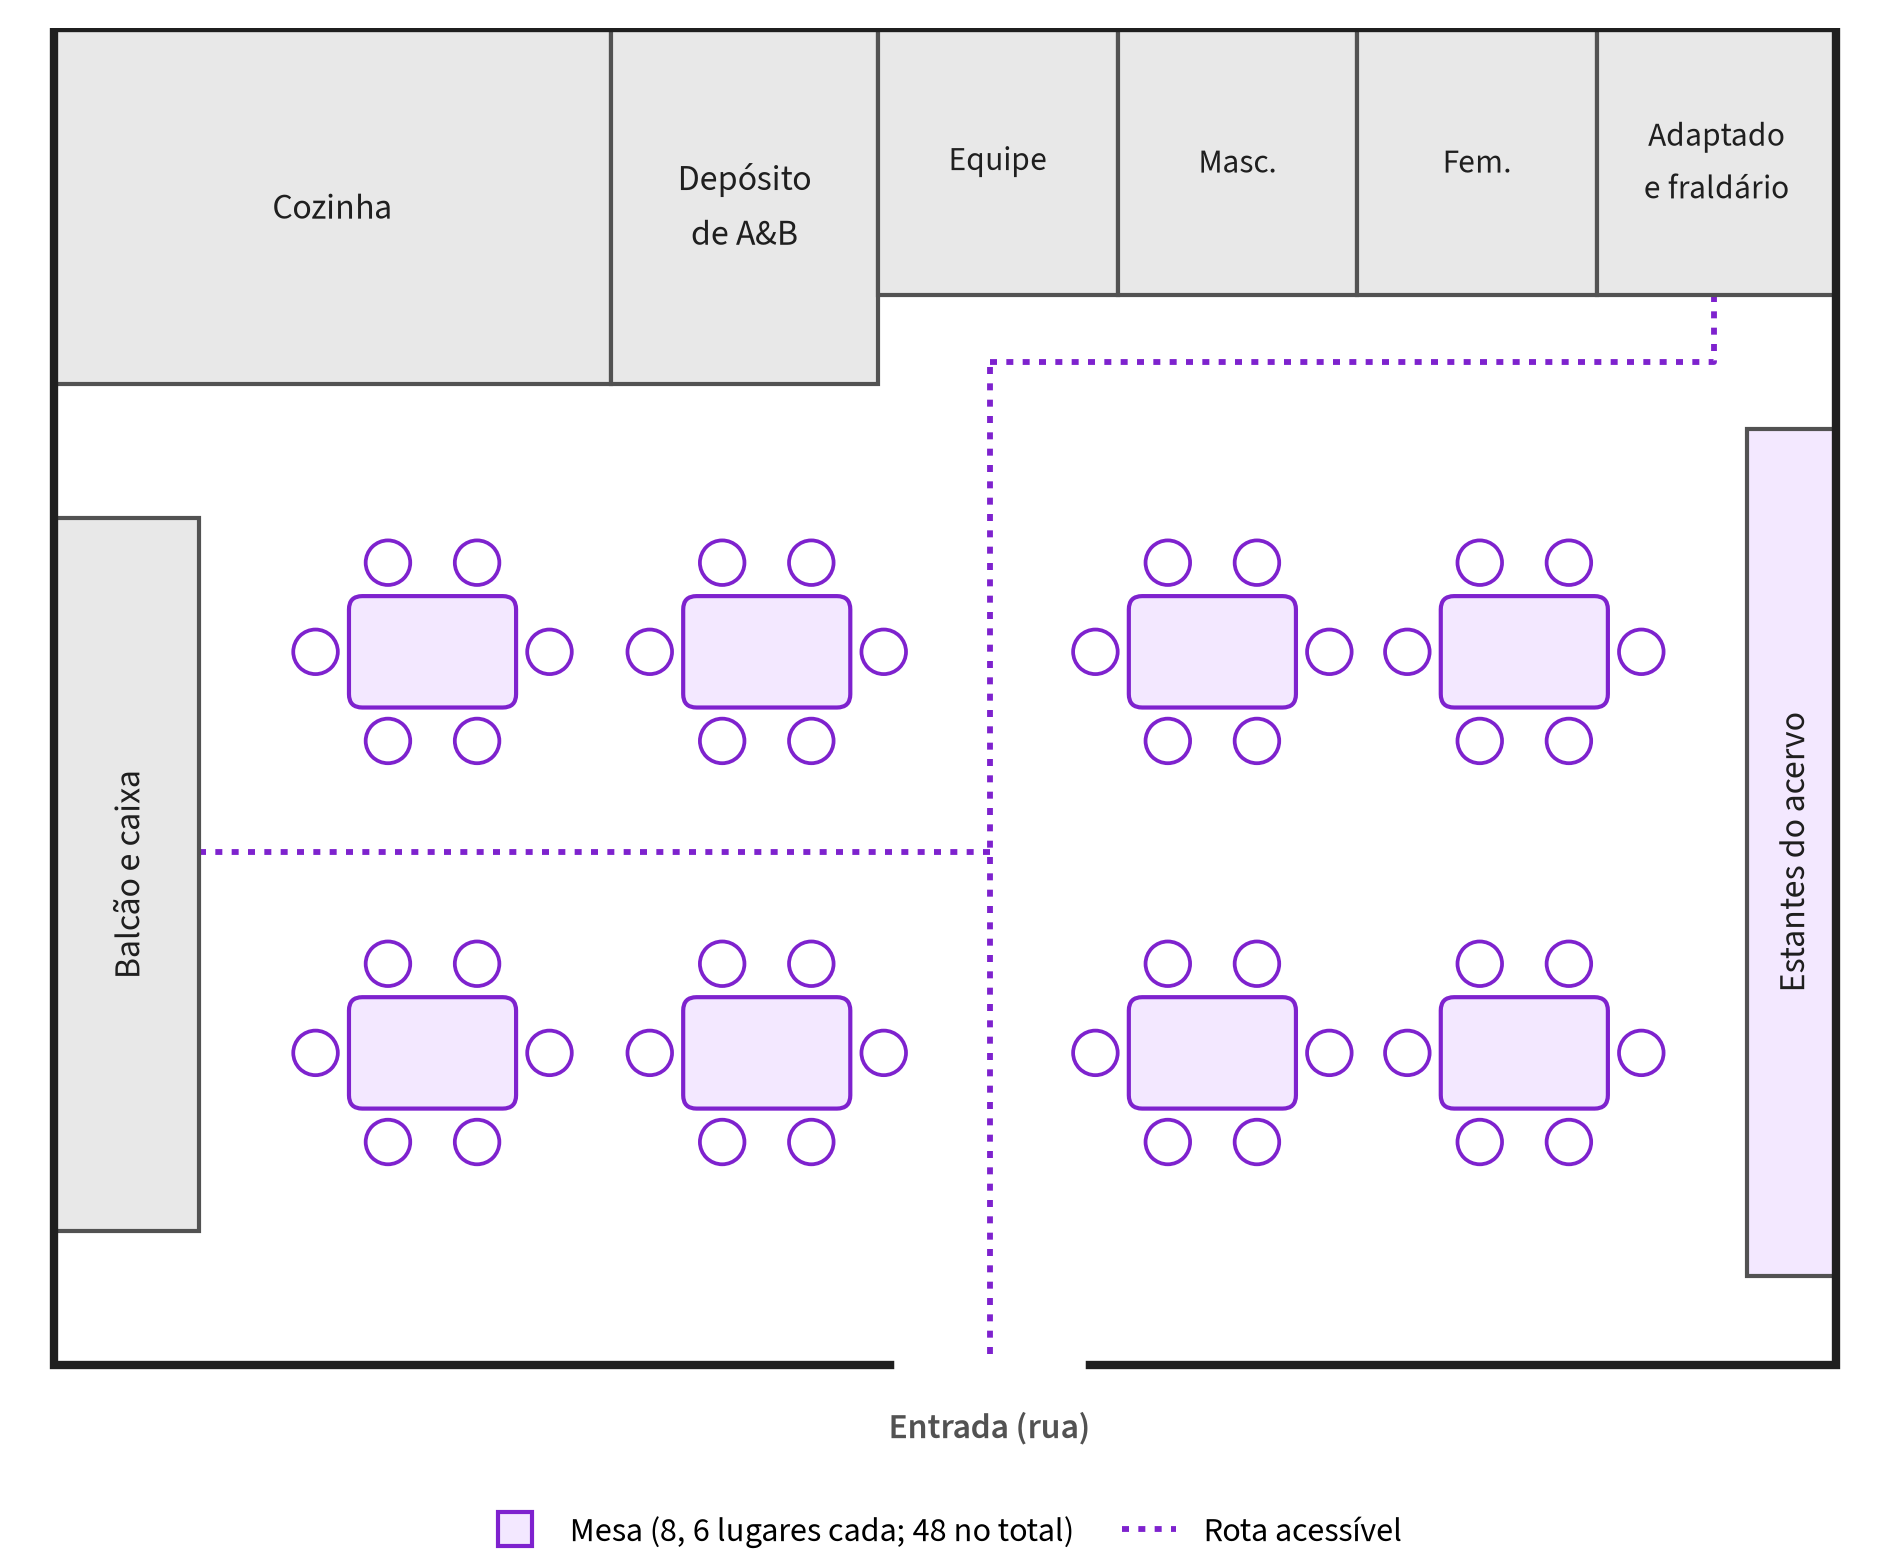 Cozinha
Depósito
de A&B
Equipe
Masc.
Fem.
Adaptado
e fraldário
Balcão e caixa
Estantes do acervo
Entrada (rua)
Mesa (8, 6 lugares cada; 48 no total)
Rota acessível